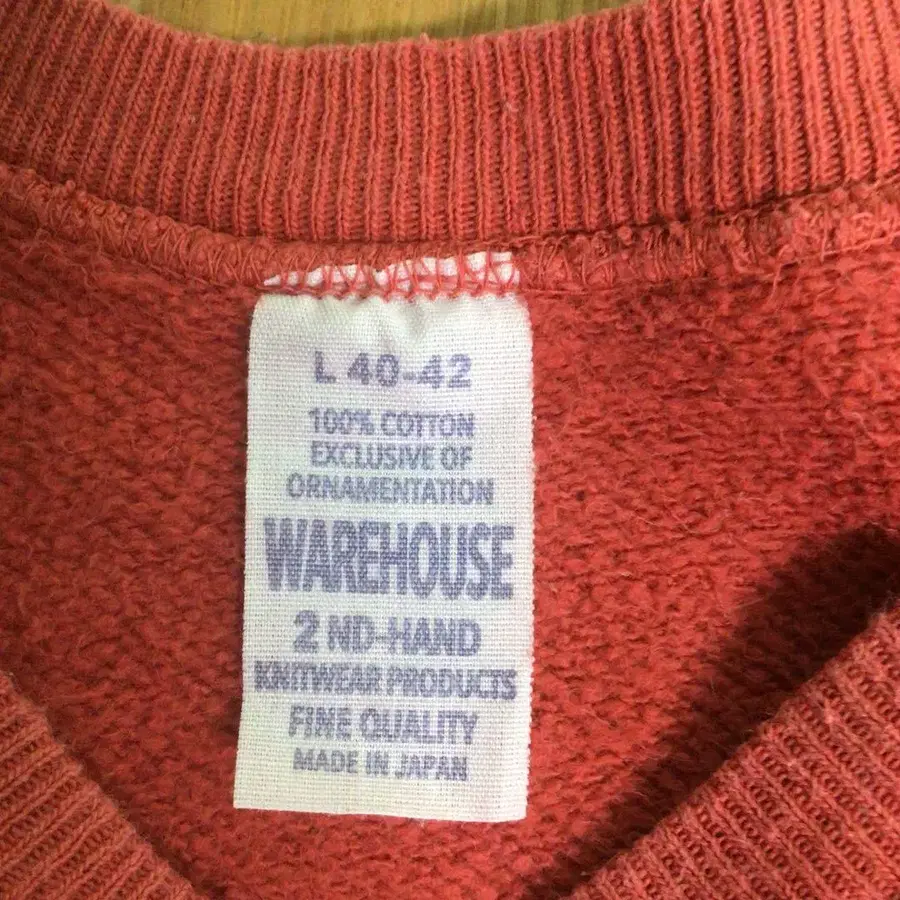 L 40-42
100% COTTON
EXCLUSIVE OF
ORNAMENTATION
WAREHOUSE
2 ND-HAND
KNITWEAR PRODUCTS
FINE QUALITY
MADE IN JAPAN